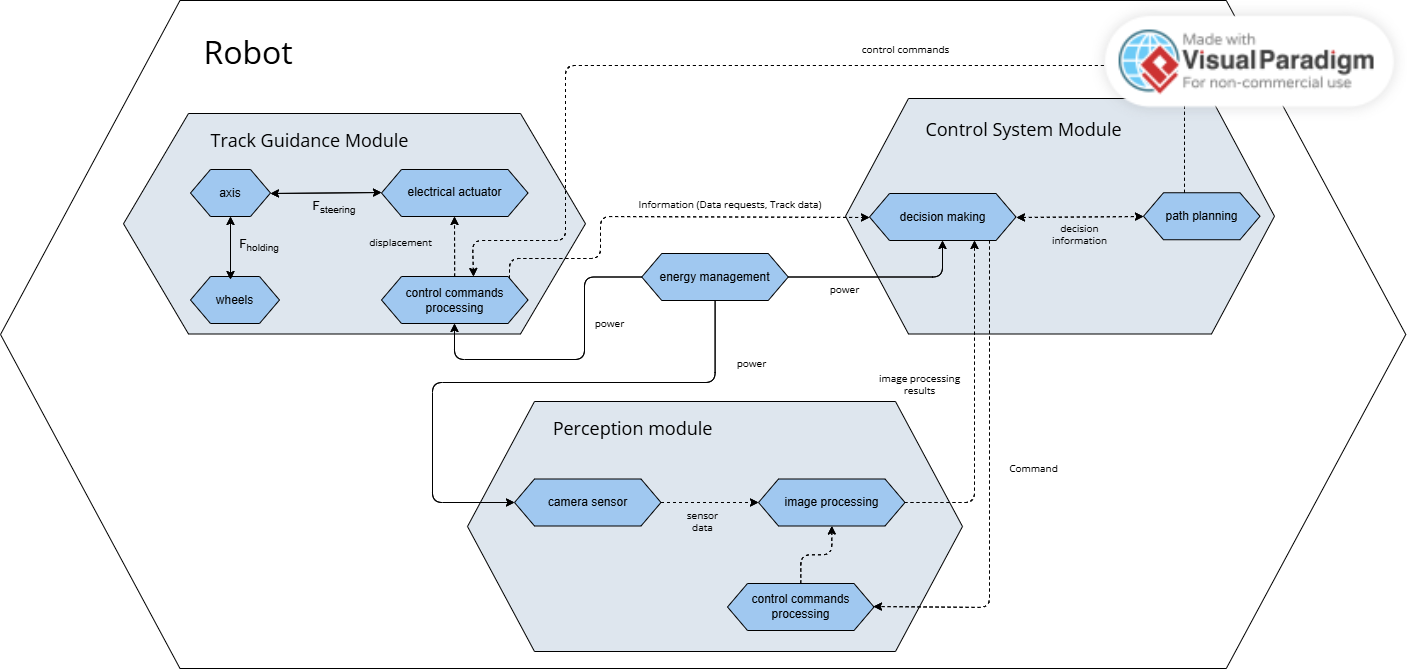 Robot
control commands
Made with
Visual Paradigm
For non-commercial use
Track Guidance Module
Control System Module
axis
electrical actuator
Fsteering
Information (Data requests, Track data)
decision making
path planning
decision
information
displacement
Fholding
energy management
wheels
control commands
processing
power
power
power
image processing
results
Perception module
Command
camera sensor
image processing
sensor
data
control commands
processing